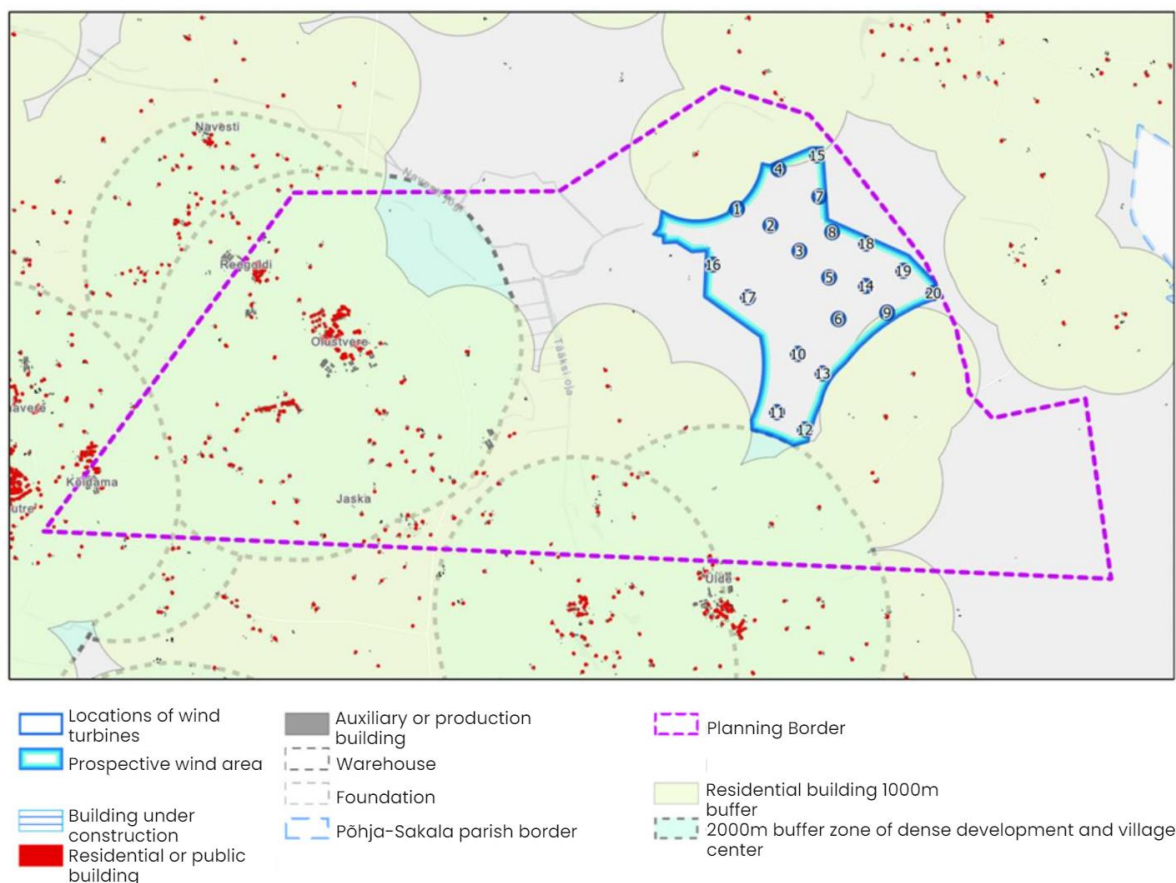 Navesti
Reegoldi
Olustvere
Kõidama
Jaska
Tääksi oja
Ülde
15
4
7
1
2
8
18
3
16
19
5
14
20
17
9
6
10
13
11
12
Locations of wind
turbines
Prospective wind area
Building under
construction
Residential or public
building
Auxiliary or production
building
Warehouse
Foundation
Põhja-Sakala parish border
Planning Border
Residential building 1000m
buffer
2000m buffer zone of dense development and village
center